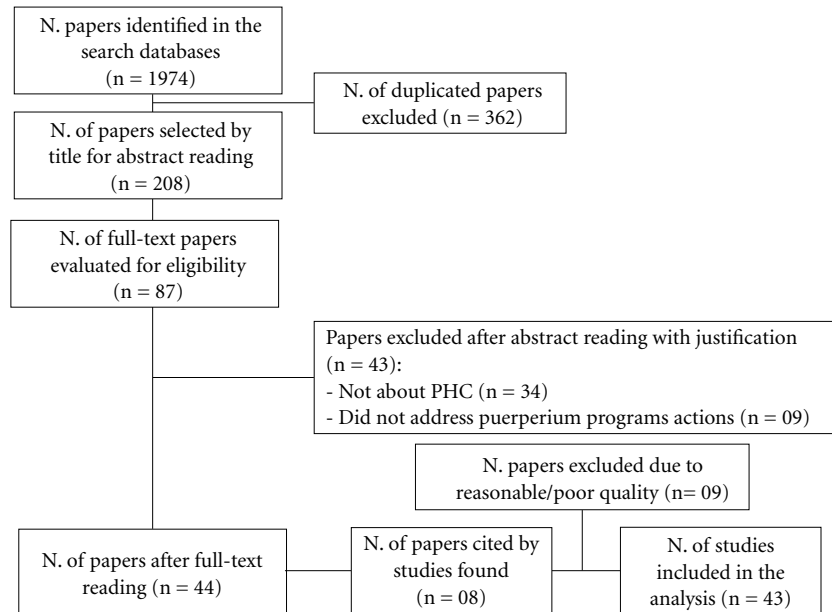 N. papers identified in the
search databases
(n = 1974)
N. of duplicated papers
excluded (n = 362)
N. of papers selected by
title for abstract reading
(n = 208)
N. of full-text papers
evaluated for eligibility
(n = 87)
Papers excluded after abstract reading with justification
(n = 43):
- Not about PHC (n = 34)
- Did not address puerperium programs actions (n = 09)
N. papers excluded due to
reasonable/poor quality (n= 09)
N. of papers after full-text
reading (n = 44)
N. of papers cited by
studies found
(n = 08)
N. of studies
included in the
analysis (n = 43)